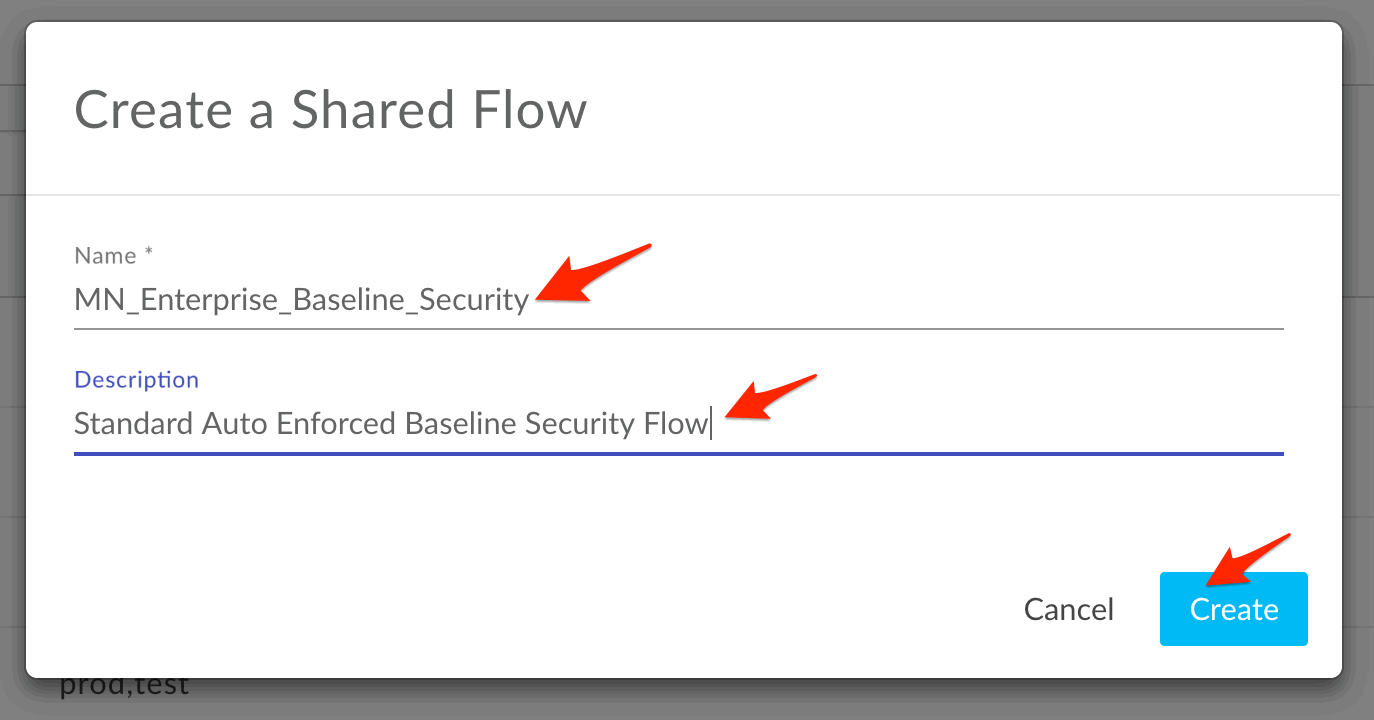 Create a Shared Flow
Name *
MN_Enterprise_Baseline_Security
Description
Standard Auto Enforced Baseline Security Flow
Cancel
Create
prod,test